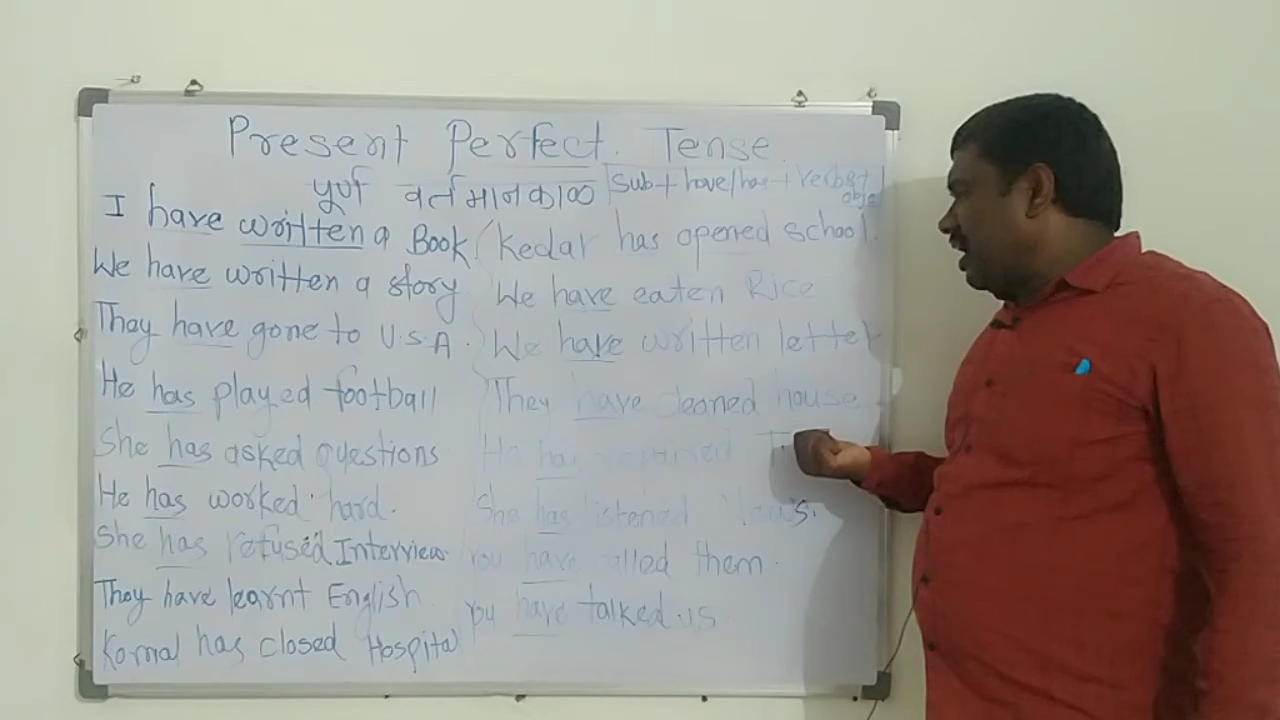 Present Perfect. Tense
पूर्ण वर्तमानकाळ
Sub+ have/has+ Verb3+
obje
I have written a Book
We have written a story
They have gone to U.S.A.
He has played football
She has asked questions
He has worked hard.
She has refused Interview
They have learnt English
Komal has closed Hospital
Kedar has opened school.
We have eaten Rice
We have written letter
They have cleaned house
He has repaired
She has listened News.
You have called them.
you have talked us